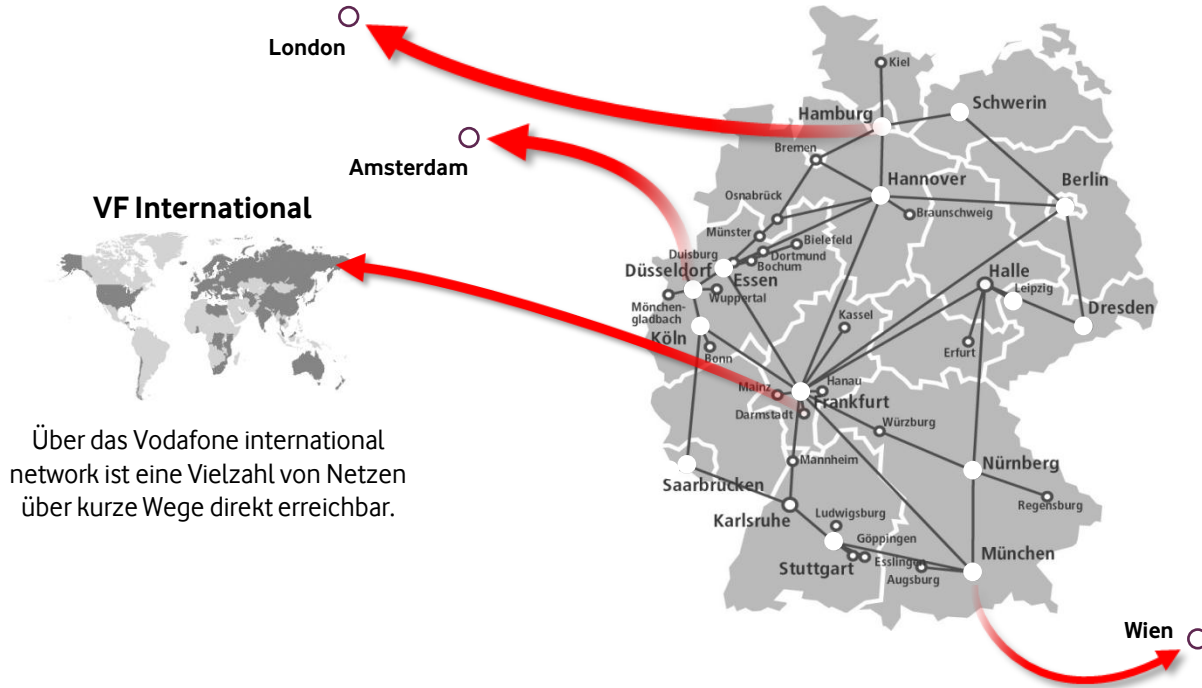 London
Amsterdam
VF International
Über das Vodafone international
network ist eine Vielzahl von Netzen
über kurze Wege direkt erreichbar.
Kiel
Schwerin
Hamburg
Bremen
Hannover
Berlin
Osnabrück
Braunschweig
Münster
Bielefeld
Duisburg
Dortmund
Bochum
Düsseldorf
Essen
Halle
Leipzig
Wuppertal
Mönchen-
gladbach
Dresden
Kassel
Köln
Erfurt
Bonn
Mainz
Hanau
Frankfurt
Darmstadt
Würzburg
Mannheim
Nürnberg
Saarbrücken
Regensburg
Karlsruhe
Ludwigsburg
Göppingen
München
Stuttgart
Esslingen
Augsburg
Wien